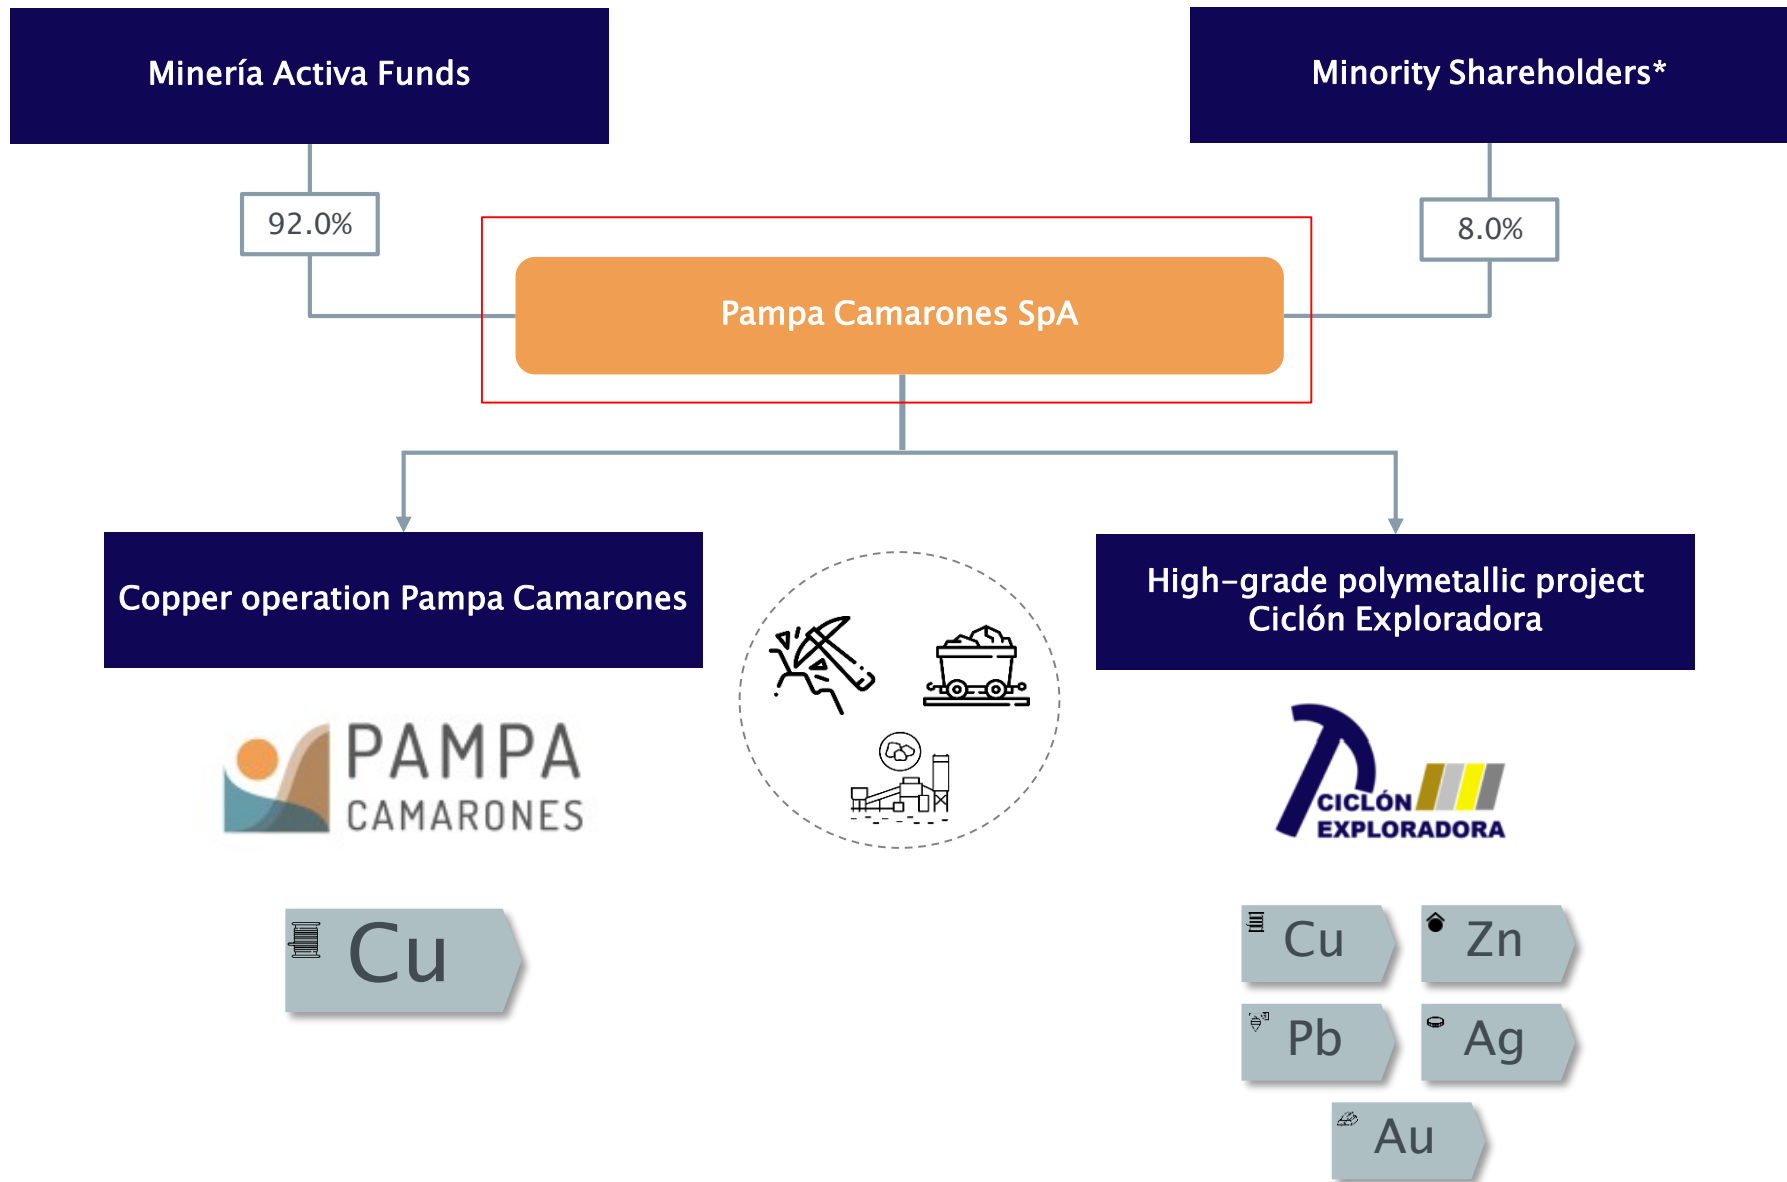 Minería Activa Funds
Minority Shareholders*
92.0%
8.0%
Pampa Camarones SpA
Copper operation Pampa Camarones
High-grade polymetallic project
Ciclón Exploradora
PAMPA
CAMARONES
CICLÓN
EXPLORADORA
Cu
Cu
Zn
Pb
Ag
Au